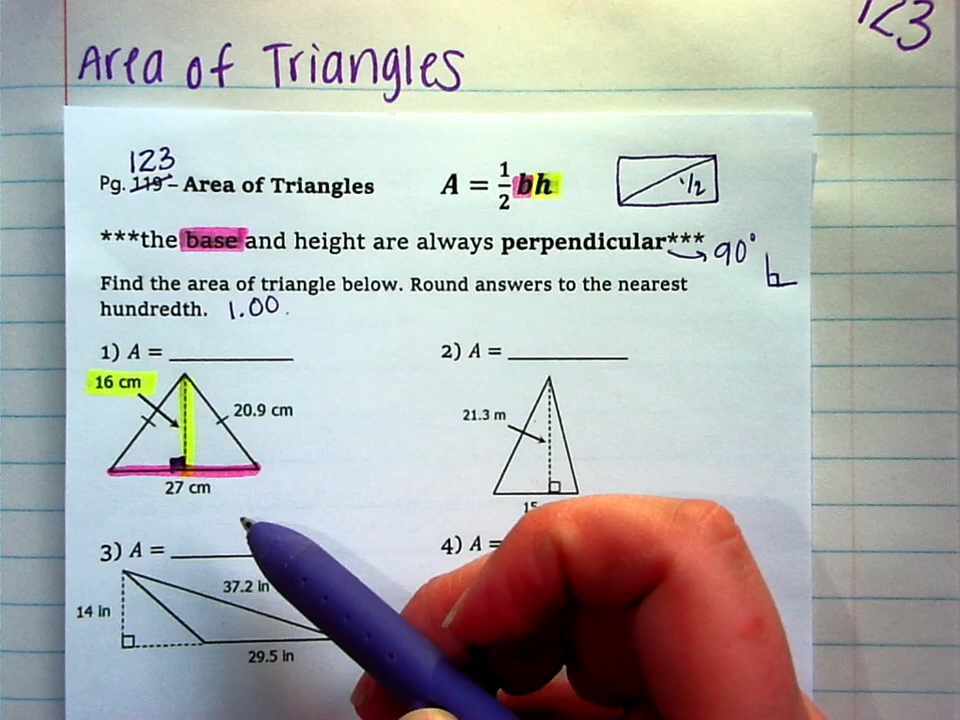 123
Area of Triangles
123
Pg. 119 - Area of Triangles A = 1/2 bh 1/2
***the base and height are always perpendicular*** 90°
Find the area of triangle below. Round answers to the nearest
hundredth. 1.00.
1) A = ____________ 2) A = ____________
16 cm
20.9 cm 21.3 m
27 cm
3) A = ____________ 4) A =
37.2 in
14 in
29.5 in